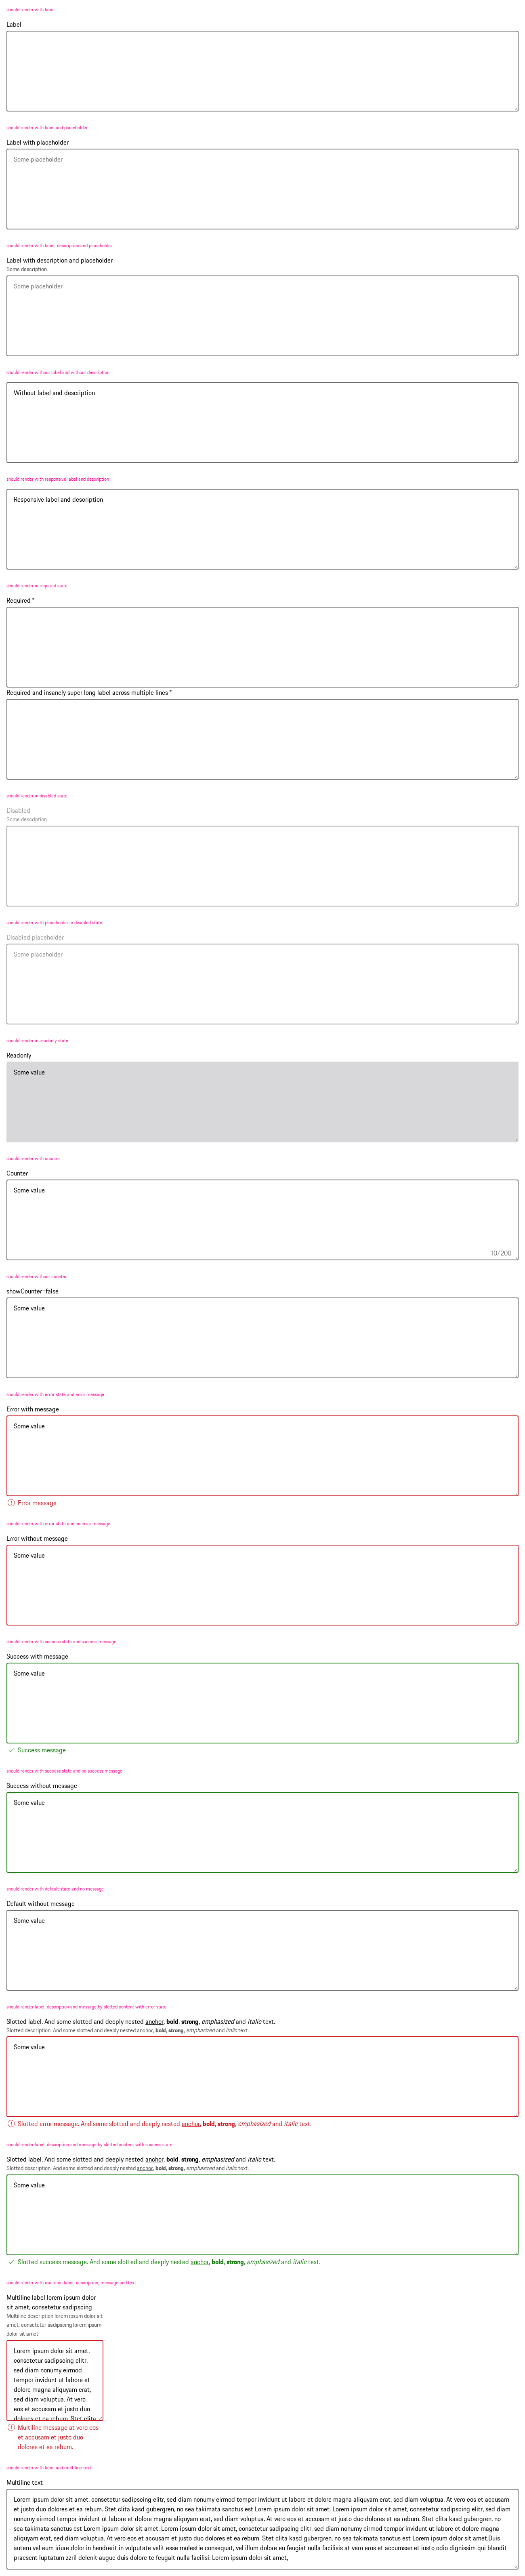 should render with label
Label
should render with label and placeholder
Label with placeholder
Some placeholder
should render with label, description and placeholder
Label with description and placeholder
Some description
Some placeholder
should render without label and without description
Without label and description
should render with responsive label and description
Responsive label and description
should render in required state
Required *
Required and insanely super long label across multiple lines *
should render in disabled state
Disabled
Some description
should render with placeholder in disabled state
Disabled placeholder
Some placeholder
should render in readonly state
Readonly
Some value
should render with counter
Counter
Some value
10/200
should render without counter
showCounter=false
Some value
should render with error state and error message
Error with message
Some value
Error message
should render with error state and no error message
Error without message
Some value
should render with success state and success message
Success with message
Some value
Success message
should render with success state and no success message
Success without message
Some value
should render with default state and no message
Default without message
Some value
should render label, description and message by slotted content with error state
Slotted label. And some slotted and deeply nested anchor, bold, strong, emphasized and italic text.
Slotted description. And some slotted and deeply nested anchor, bold, strong, emphasized and italic text.
Some value
Slotted error message. And some slotted and deeply nested anchor, bold, strong, emphasized and italic text.
should render label, description and message by slotted content with success state
Slotted label. And some slotted and deeply nested anchor, bold, strong, emphasized and italic text.
Slotted description. And some slotted and deeply nested anchor, bold, strong, emphasized and italic text.
Some value
Slotted success message. And some slotted and deeply nested anchor, bold, strong, emphasized and italic text.
should render with multiline label, description, message and text
Multiline label lorem ipsum dolor
sit amet, consetetur sadipscing
Multiline description lorem ipsum dolor sit
amet, consetetur sadipscing lorem ipsum
dolor sit amet
Lorem ipsum dolor sit amet,
consetetur sadipscing elitr,
sed diam nonumy eirmod
tempor invidunt ut labore et
dolore magna aliquyam erat,
sed diam voluptua. At vero
eos et accusam et justo duo
dolores et ea rebum. Stet clita
Multiline message at vero eos
et accusam et justo duo
dolores et ea rebum.
should render with label and multiline text
Multiline text
Lorem ipsum dolor sit amet, consetetur sadipscing elitr, sed diam nonumy eirmod tempor invidunt ut labore et dolore magna aliquyam erat, sed diam voluptua. At vero eos et accusam
et justo duo dolores et ea rebum. Stet clita kasd gubergren, no sea takimata sanctus est Lorem ipsum dolor sit amet. Lorem ipsum dolor sit amet, consetetur sadipscing elitr, sed diam
nonumy eirmod tempor invidunt ut labore et dolore magna aliquyam erat, sed diam voluptua. At vero eos et accusam et justo duo dolores et ea rebum. Stet clita kasd gubergren, no
sea takimata sanctus est Lorem ipsum dolor sit amet. Lorem ipsum dolor sit amet, consetetur sadipscing elitr, sed diam nonumy eirmod tempor invidunt ut labore et dolore magna
aliquyam erat, sed diam voluptua. At vero eos et accusam et justo duo dolores et ea rebum. Stet clita kasd gubergren, no sea takimata sanctus est Lorem ipsum dolor sit amet.Duis
autem vel eum iriure dolor in hendrerit in vulputate velit esse molestie consequat, vel illum dolore eu feugiat nulla facilisis at vero eros et accumsan et iusto odio dignissim qui blandit
praesent luptatum zzril delenit augue duis dolore te feugait nulla facilisi. Lorem ipsum dolor sit amet,